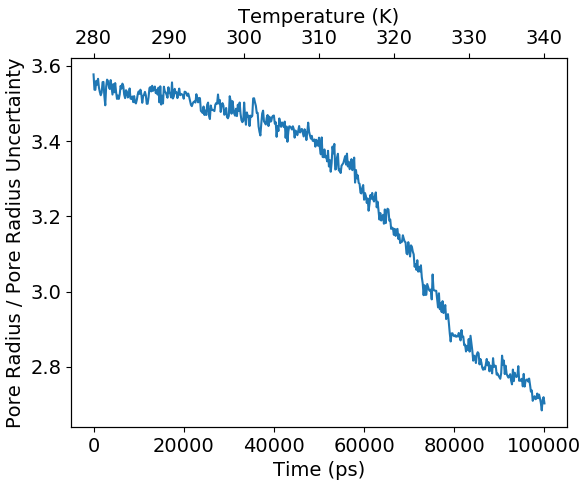 Temperature (K)
280 290 300 310 320 330 340
Pore Radius / Pore Radius Uncertainty
3.6
3.4
3.2
3.0
2.8
0 20000 40000 60000 80000 100000
Time (ps)